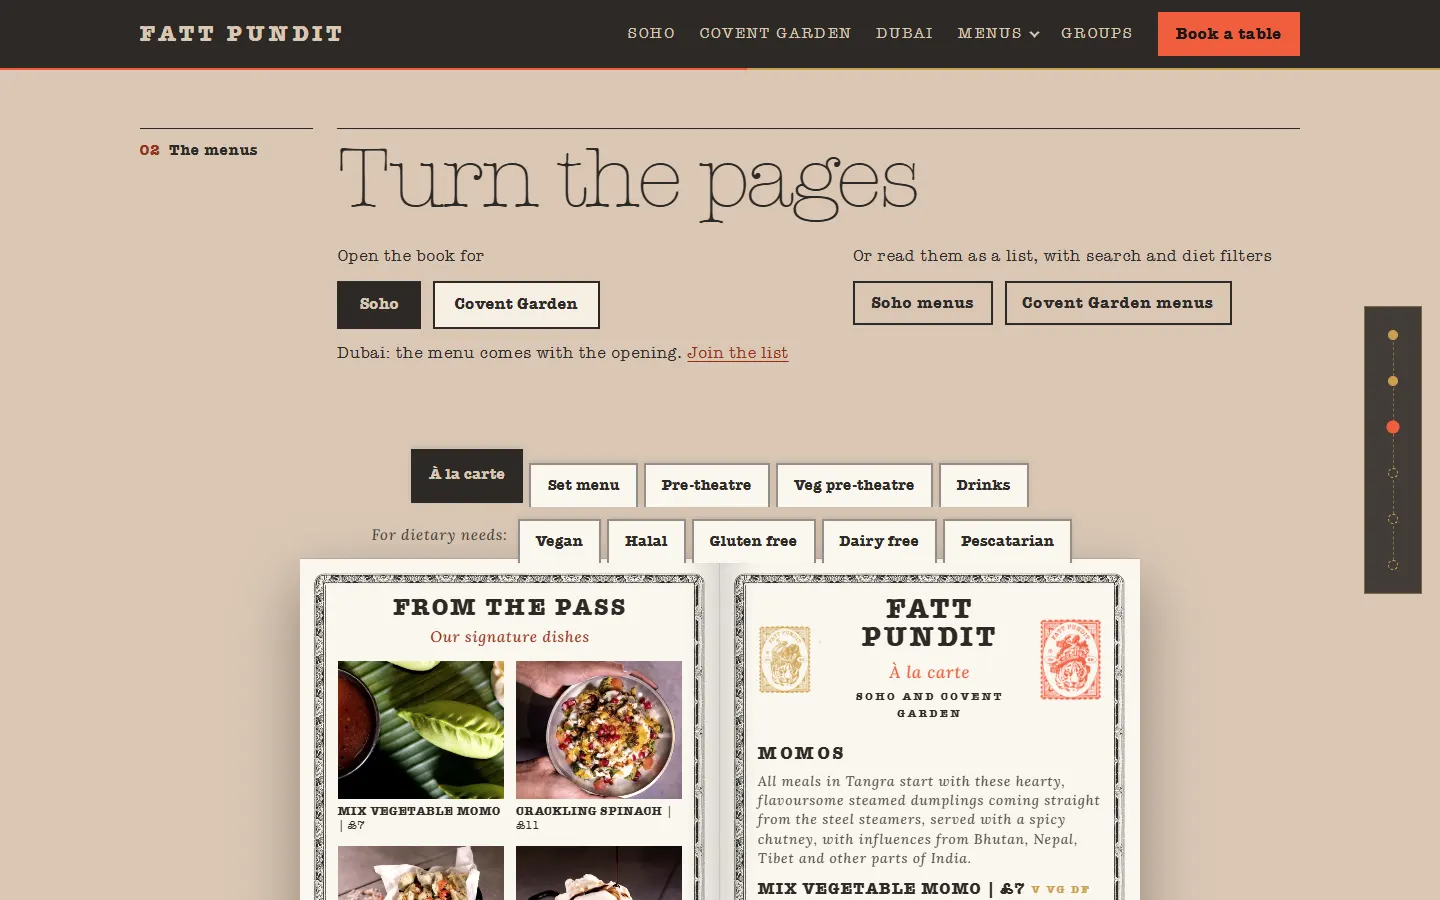 FATT PUNDIT
SOHO
COVENT GARDEN
DUBAI
MENUS
GROUPS
Book a table
02 The menus
Turn the pages
Open the book for
Soho
Covent Garden
Dubai: the menu comes with the opening. Join the list
Or read them as a list, with search and diet filters
Soho menus
Covent Garden menus
À la carte
Set menu
Pre-theatre
Veg pre-theatre
Drinks
For dietary needs:
Vegan
Halal
Gluten free
Dairy free
Pescatarian
FROM THE PASS
Our signature dishes
MIX VEGETABLE MOMO
| £7
CRACKLING SPINACH |
£11
FATT
PUNDIT
À la carte
SOHO AND COVENT
GARDEN
FATT PUNDIT
FATT PUNDIT
MOMOS
All meals in Tangra start with these hearty,
flavoursome steamed dumplings coming straight
from the steel steamers, served with a spicy
chutney, with influences from Bhutan, Nepal,
Tibet and other parts of India.
MIX VEGETABLE MOMO | £7 V VG DF